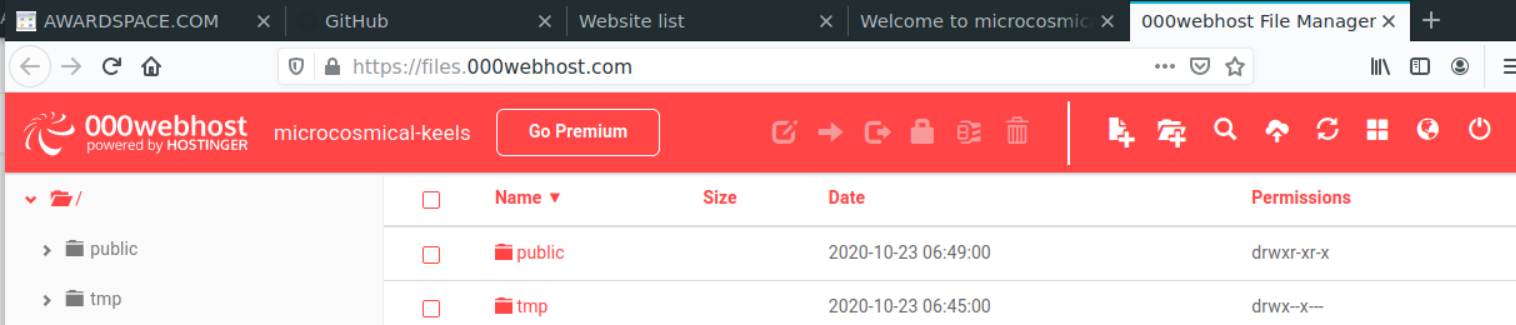 AWARDSPACE.COM GitHub Website list Welcome to microcosmic 000webhost File Manager
https://files.000webhost.com
000webhost microcosmical-keels Go Premium
powered by HOSTINGER
/ Name Size Date Permissions
public public 2020-10-23 06:49:00 drwxr-xr-x
tmp tmp 2020-10-23 06:45:00 drwx--x---